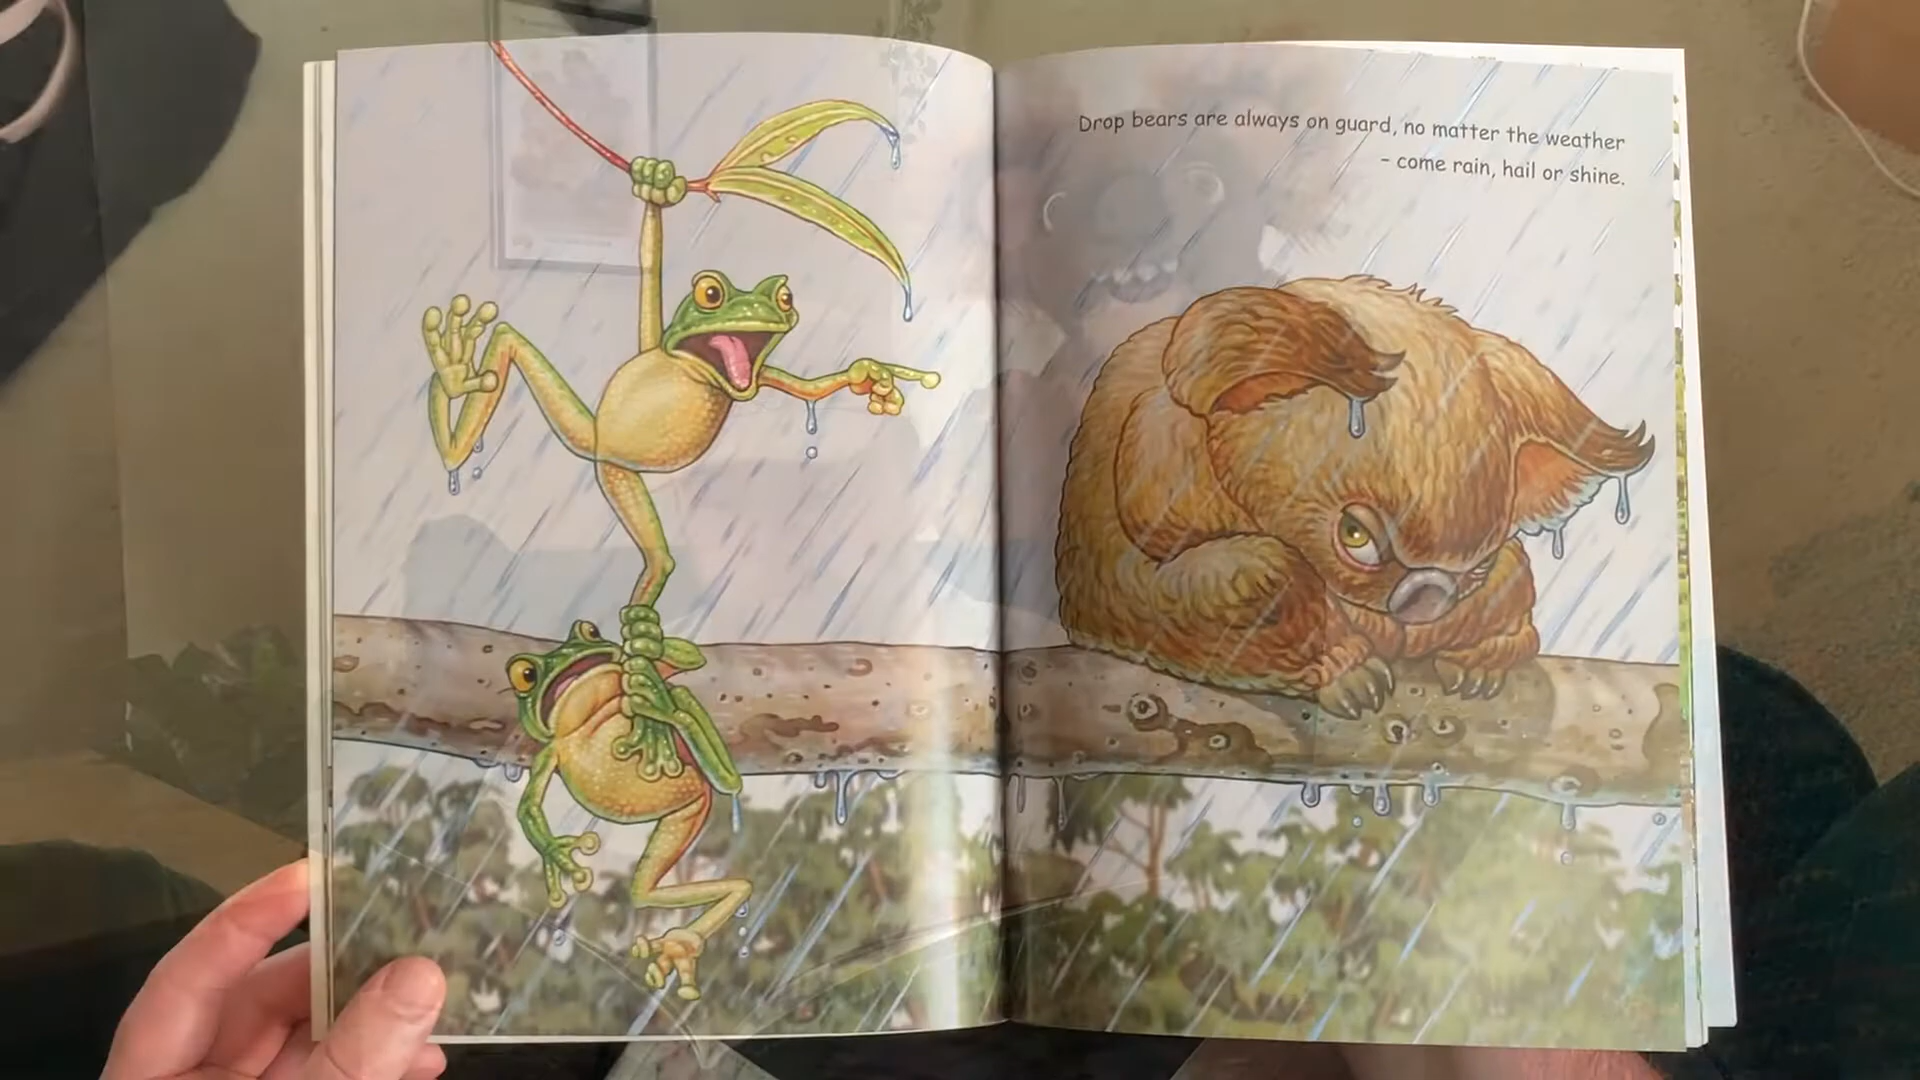 Drop bears are always on guard, no matter the weather
- come rain, hail or shine.